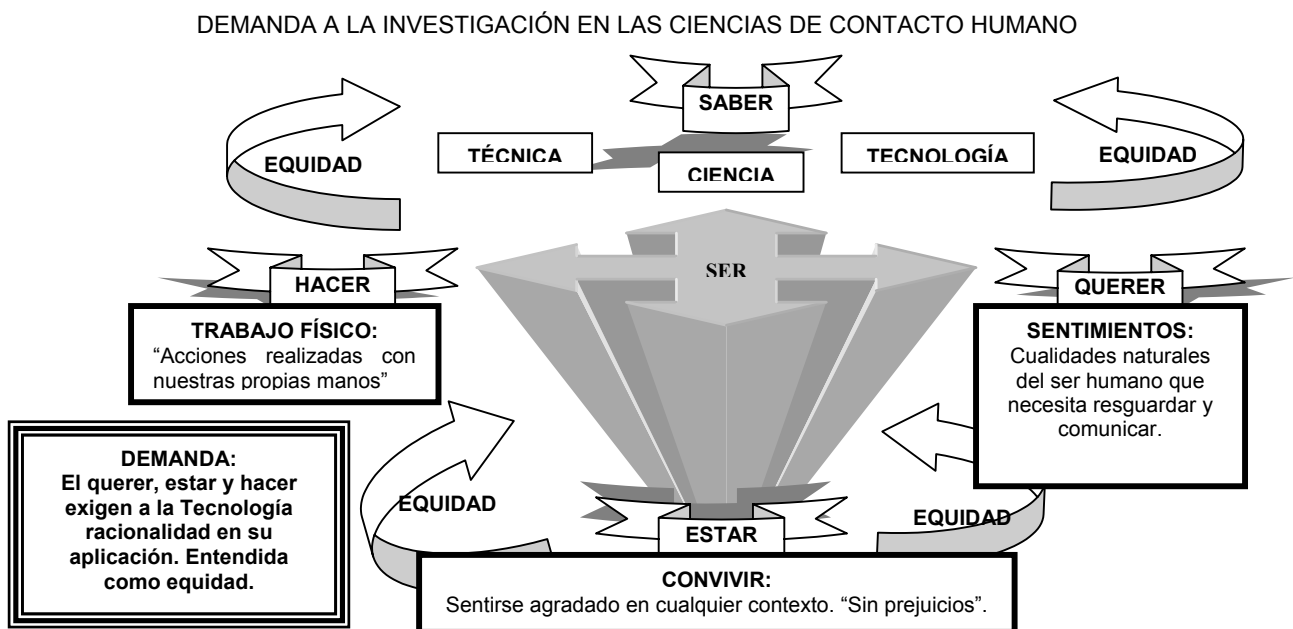 DEMANDA A LA INVESTIGACIÓN EN LAS CIENCIAS DE CONTACTO HUMANO
SABER
TÉCNICA
CIENCIA
TECNOLOGÍA
EQUIDAD
EQUIDAD
SER
HACER
TRABAJO FÍSICO:
“Acciones realizadas con
nuestras propias manos”
QUERER
SENTIMIENTOS:
Cualidades naturales
del ser humano que
necesita resguardar y
comunicar.
DEMANDA:
El querer, estar y hacer
exigen a la Tecnología
racionalidad en su
aplicación. Entendida
como equidad.
EQUIDAD
EQUIDAD
ESTAR
CONVIVIR:
Sentirse agradado en cualquier contexto. “Sin prejuicios”.